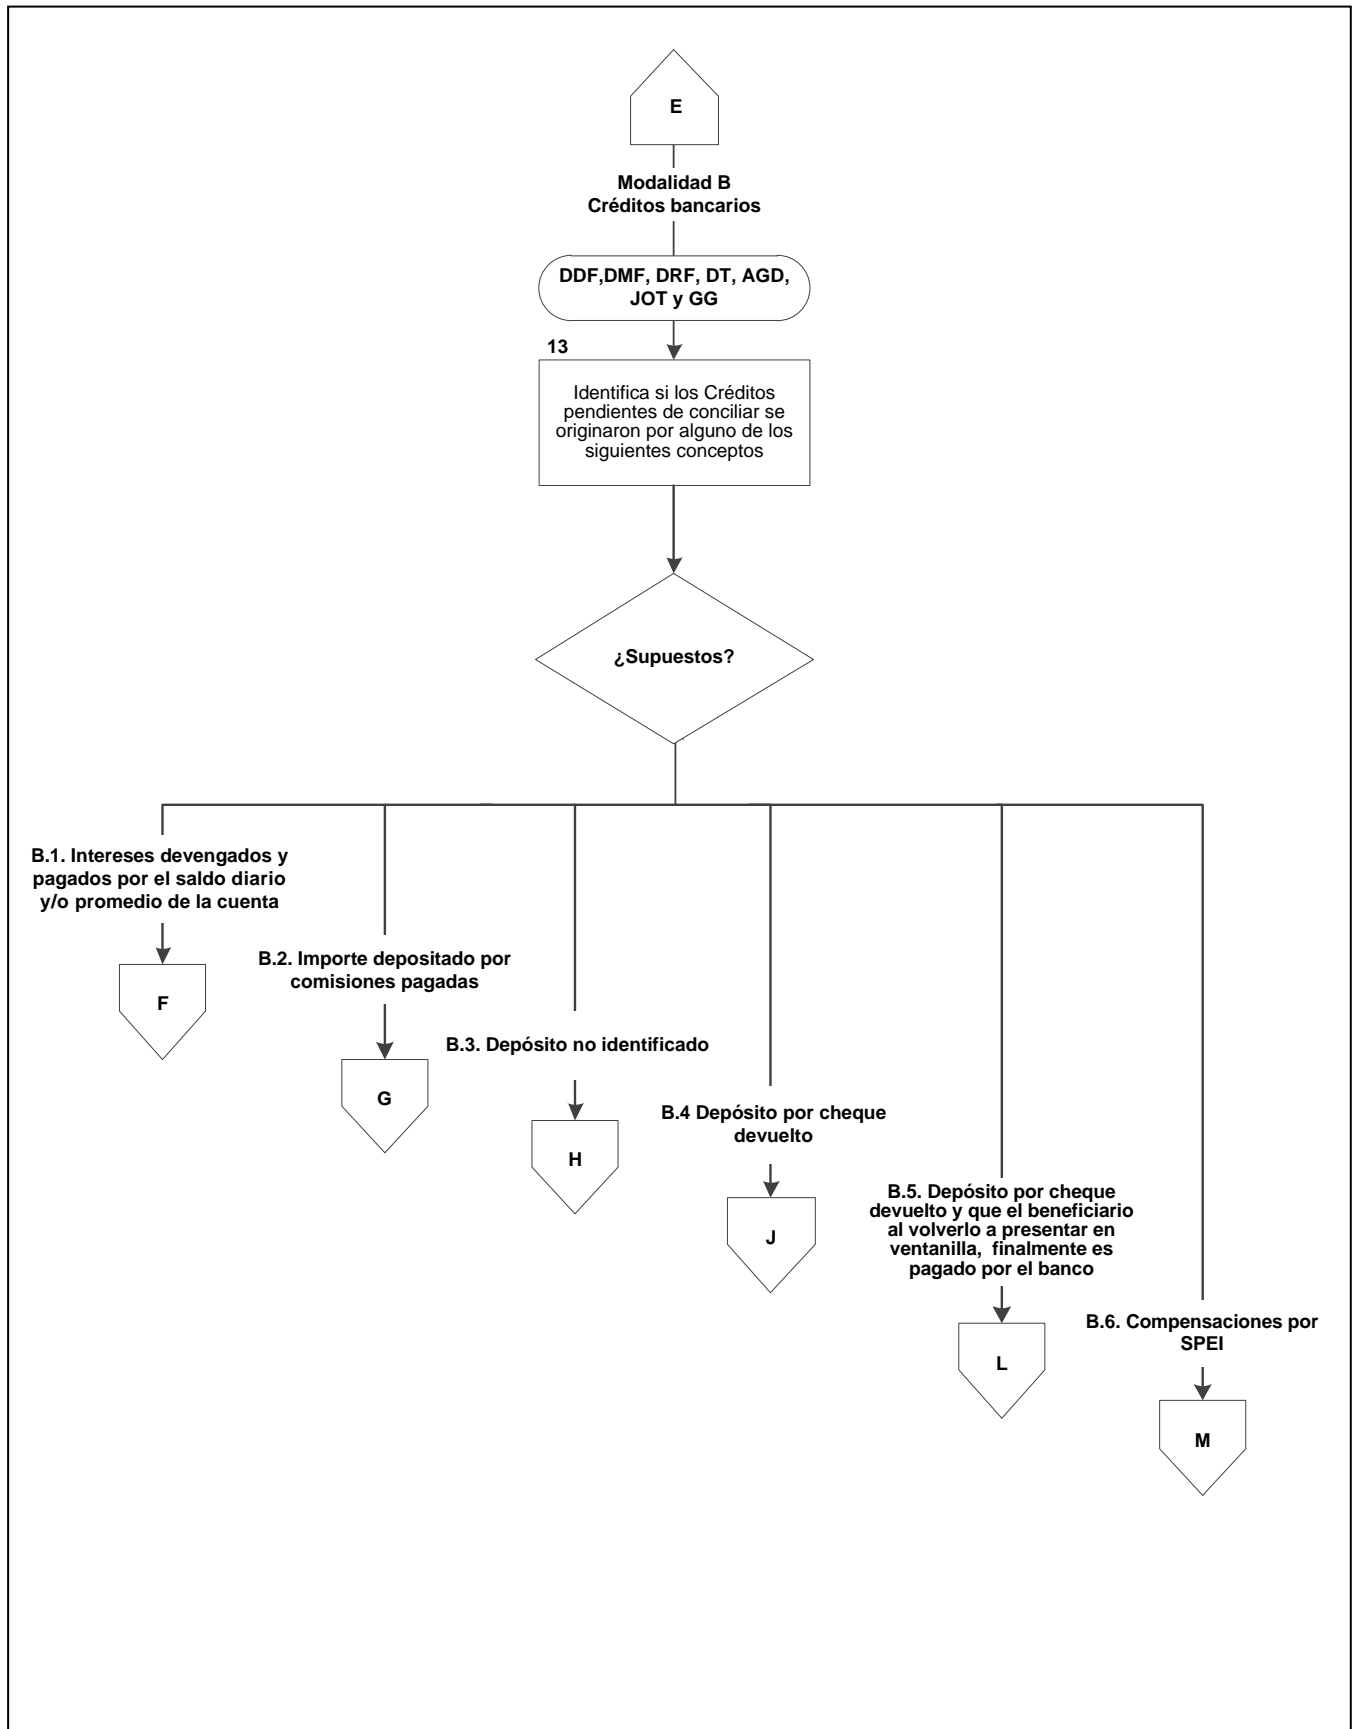 E
Modalidad B
Créditos bancarios
DDF,DMF, DRF, DT, AGD,
JOT y GG
13
Identifica si los Créditos
pendientes de conciliar se
originaron por alguno de los
siguientes conceptos
¿Supuestos?
B.1. Intereses devengados y
pagados por el saldo diario
y/o promedio de la cuenta
F
B.2. Importe depositado por
comisiones pagadas
G
B.3. Depósito no identificado
H
B.4 Depósito por cheque
devuelto
J
B.5. Depósito por cheque
devuelto y que el beneficiario
al volverlo a presentar en
ventanilla, finalmente es
pagado por el banco
L
B.6. Compensaciones por
SPEI
M